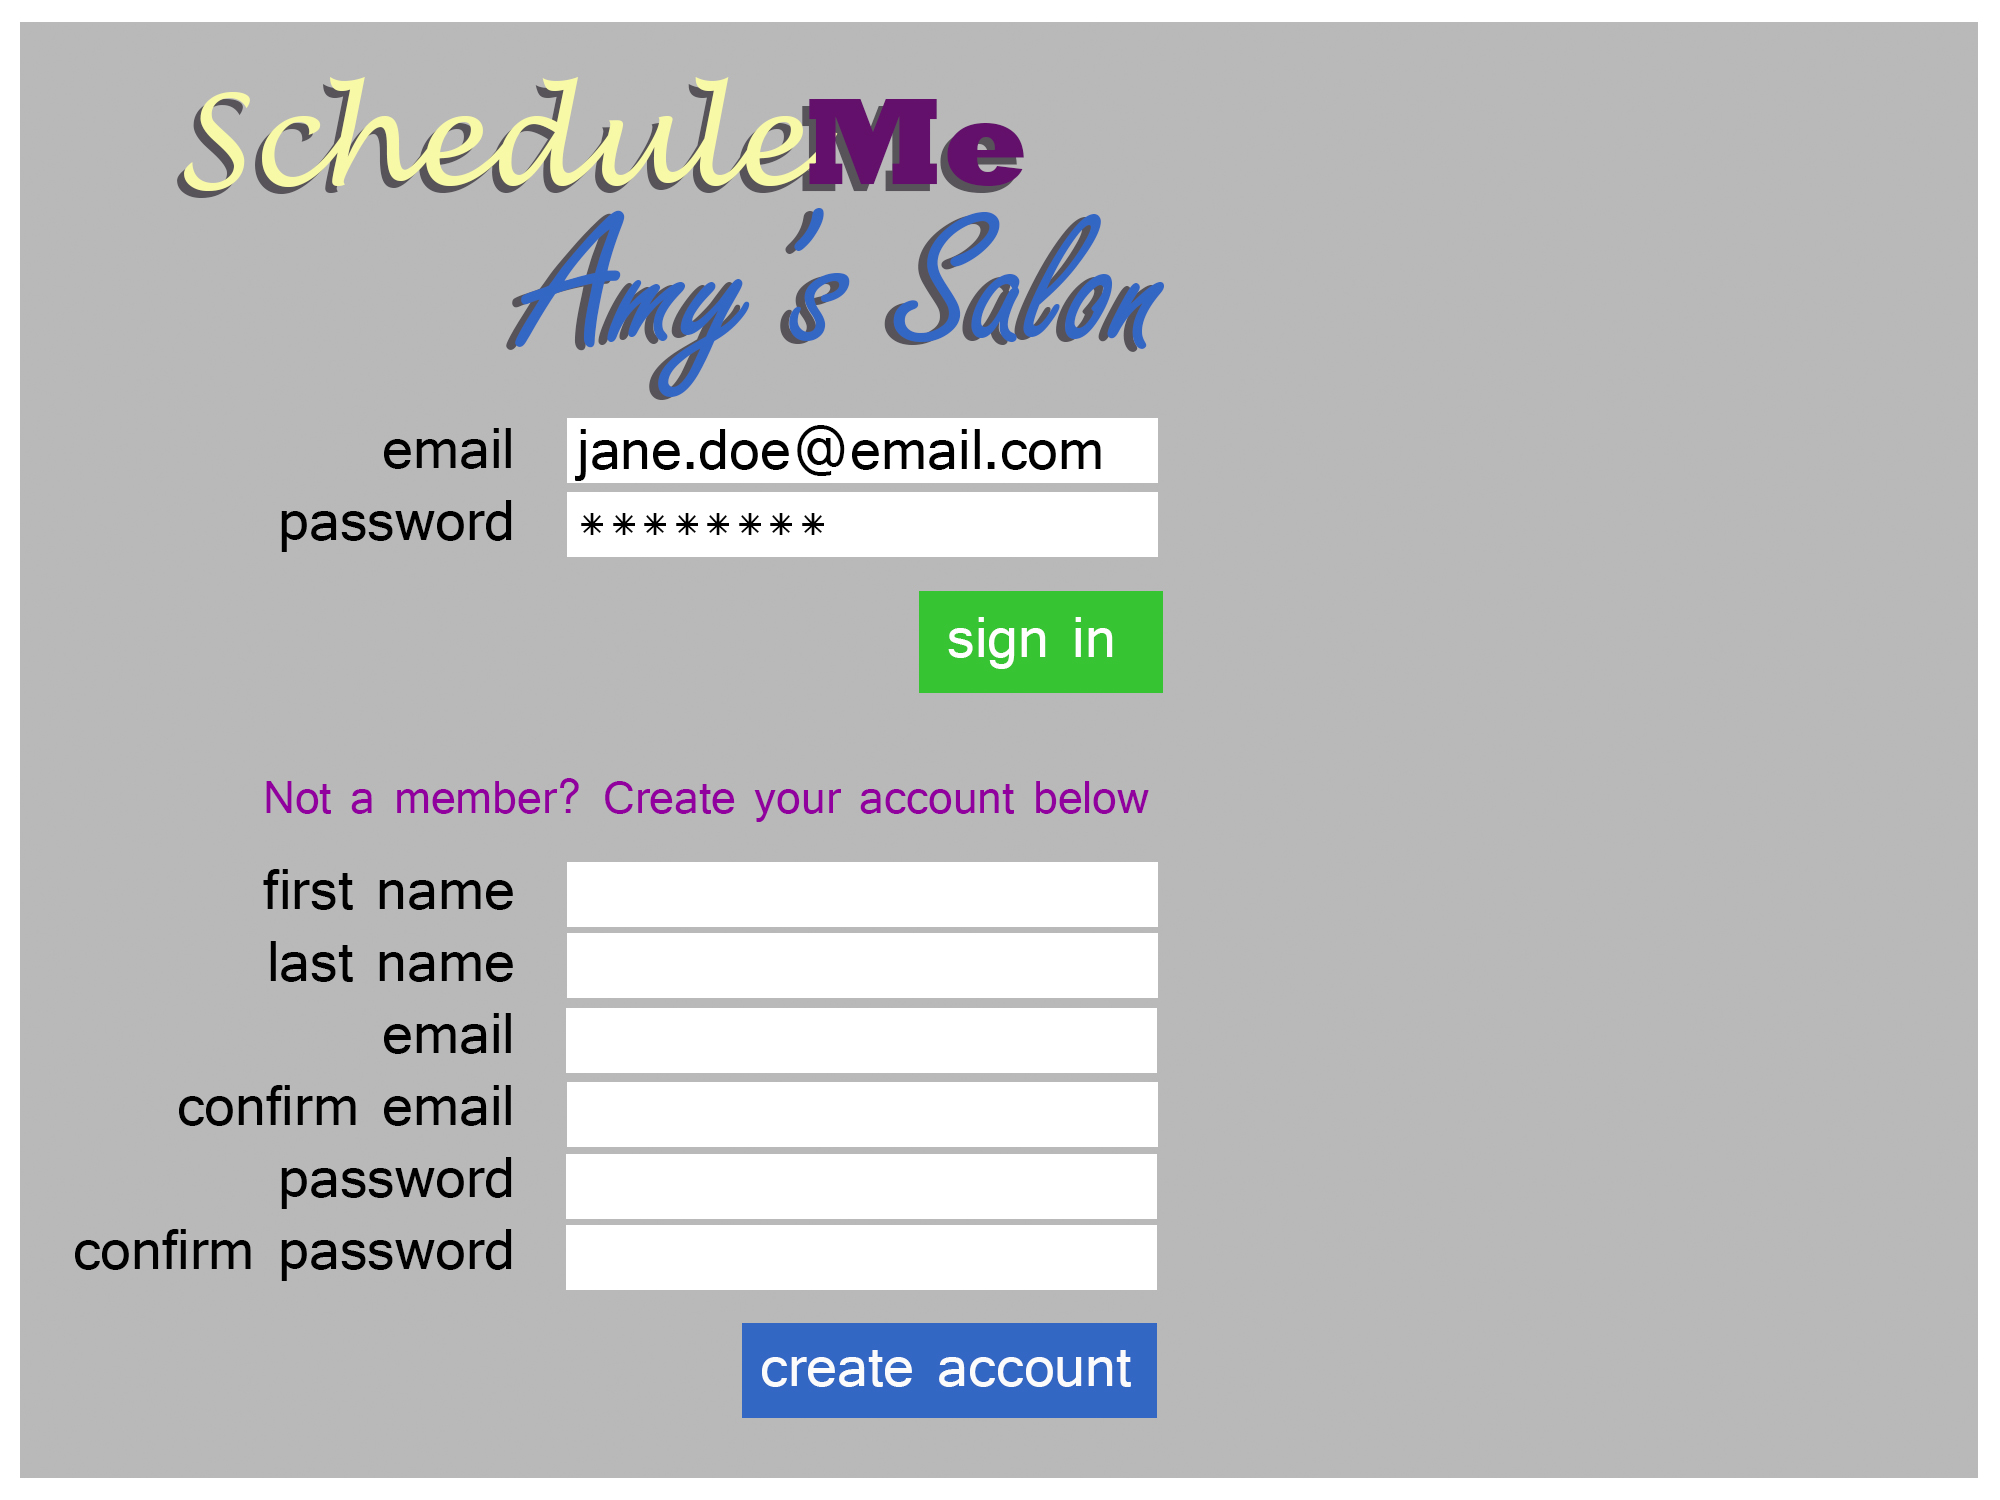 ScheduleMe
Amy's Salon
email jane.doe@email.com
password ********
sign in
Not a member? Create your account below
first name
last name
email
confirm email
password
confirm password
create account